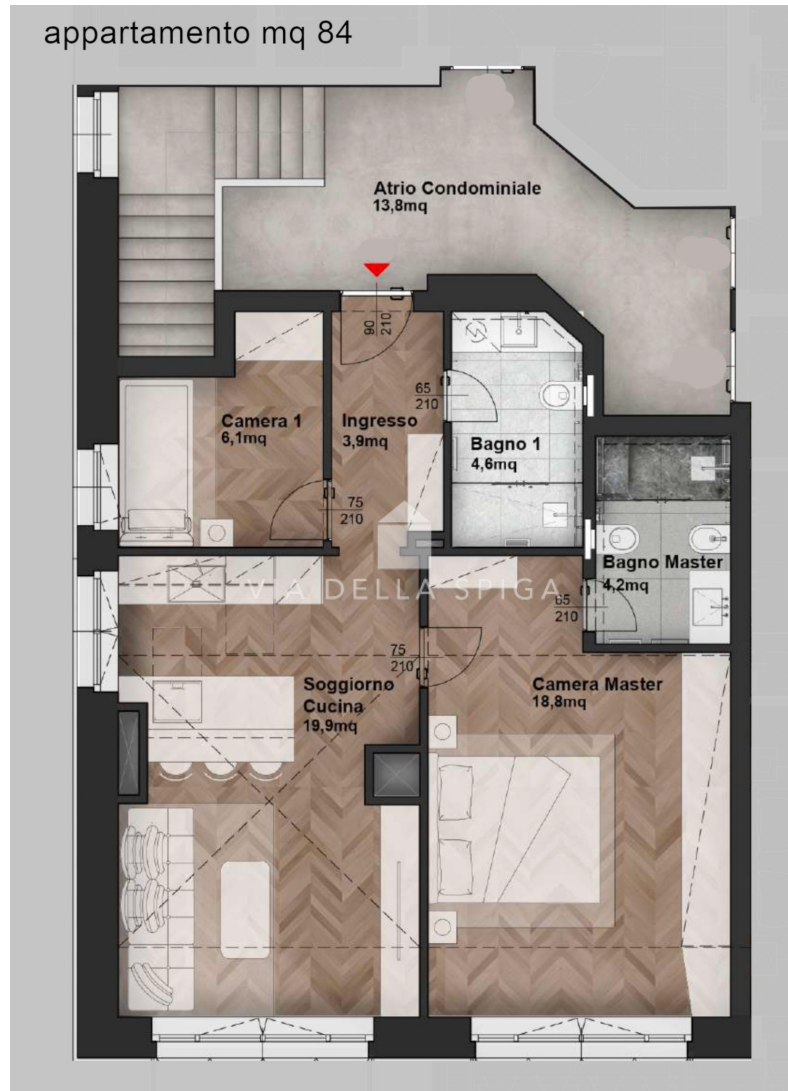 appartamento mq 84
Atrio Condominiale
13,8mq
90
210
65
210
Camera 1
6,1mq
Ingresso
3,9mq
Bagno 1
4,6mq
75
210
Bagno Master
4,2mq
VIA DELLA SPIGA
65
210
75
210
Soggiorno
Cucina
19,9mq
Camera Master
18,8mq